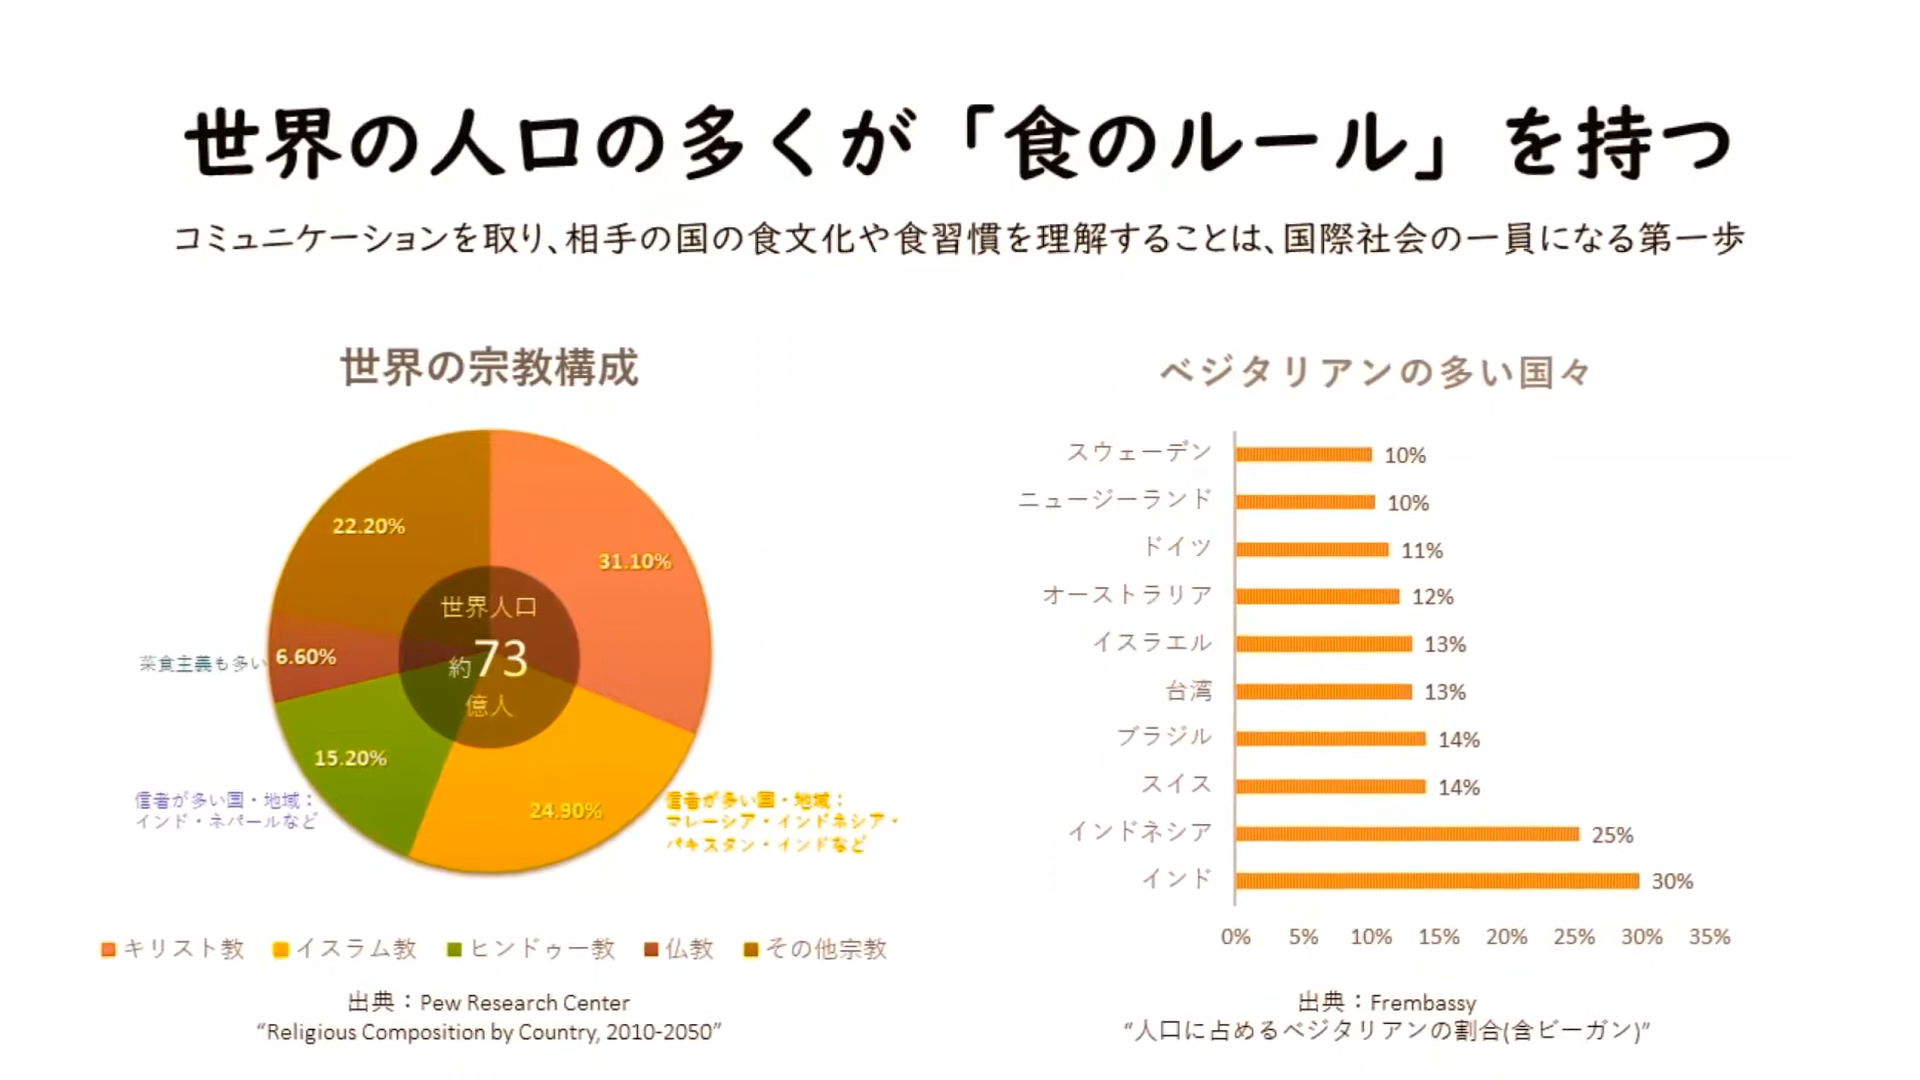 世界の人口の多くが「食のルール」を持つ
コミュニケーションを取り、相手の国の食文化や食習慣を理解することは、国際社会の一員になる第一歩
世界の宗教構成
22.20%
31.10%
世界人口
約73
億人
菜食主義も多い
6.60%
15.20%
24.90%
信者が多い国・地域：
インド・ネパールなど
信者が多い国・地域：
マレーシア・インドネシア・
パキスタン・インドなど
キリスト教 イスラム教 ヒンドゥー教 仏教 その他宗教
出典：Pew Research Center
“Religious Composition by Country, 2010-2050”
ベジタリアンの多い国々
スウェーデン 10%
ニュージーランド 10%
ドイツ 11%
オーストラリア 12%
イスラエル 13%
台湾 13%
ブラジル 14%
スイス 14%
インドネシア 25%
インド 30%
0% 5% 10% 15% 20% 25% 30% 35%
出典：Frembassy
“人口に占めるベジタリアンの割合(含ビーガン)”